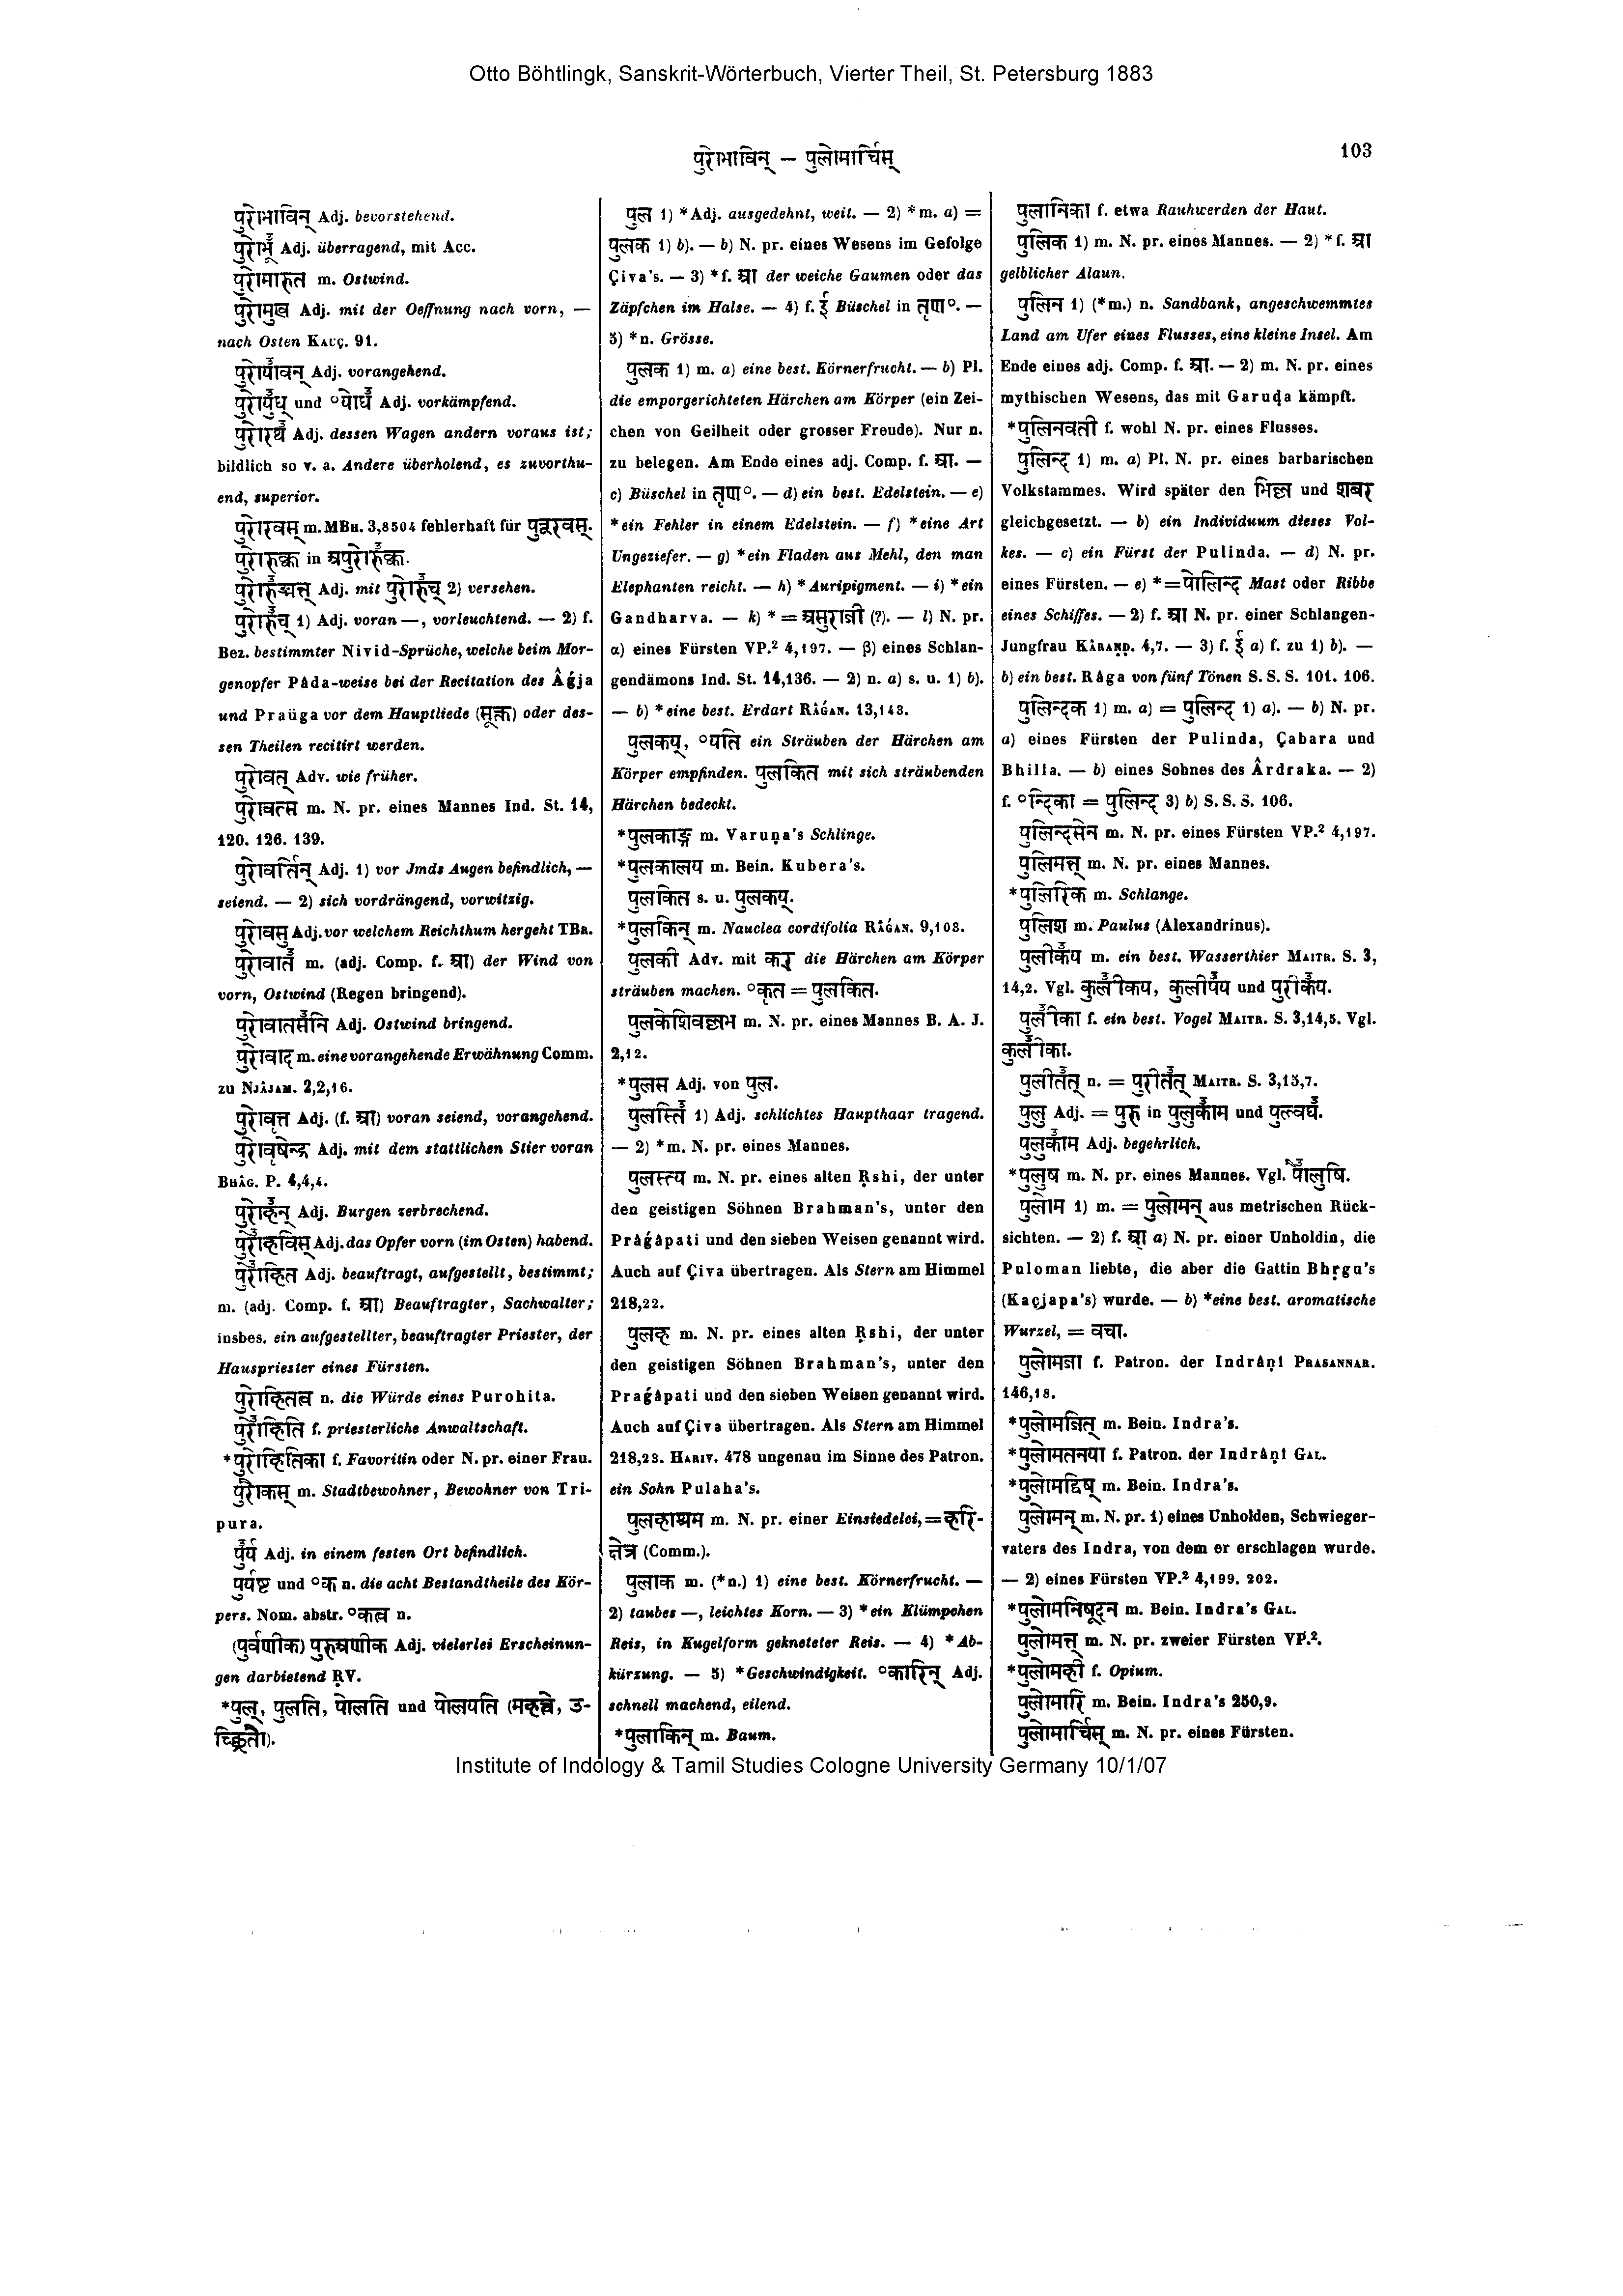 Otto Böhtlingk, Sanskrit-Wörterbuch, Vierter Theil, St. Petersburg 1883
पुरोभाविन् — पुलोमार्चिस्
103
पुरोभाविन् Adj. bevorstehend.
पुरोभू॑ Adj. überragend, mit Acc.
पुरोमारुत m. Ostwind.
पुरोमुख Adj. mit der Oeffnung nach vorn, —
nach Osten Kauç. 91.
पुरोया॑वन् Adj. vorangehend.
पुरोयु॑ध् und °योध॑ Adj. vorkämpfend.
पुरोरथ॑ Adj. dessen Wagen andern voraus ist;
bildlich so v. a. Andere überholend, es zuvorthu-
end, superior.
पुरोरवस् m. MBh. 3,8504 fehlerhaft für पुरूरवस्.
पुरोरुक्क in अपुरोरु॑क्क.
पुरोरु॑ङ्मत्त् Adj. mit पुरोरु॑च् 2) versehen.
पुरोरु॑च् 1) Adj. voran —, vorleuchtend. — 2) f.
Bez. bestimmter Nivid-Sprüche, welche beim Mor-
genopfer Pâda-weise bei der Recitation des Âǵja
und Praüga vor dem Hauptliede (सूक्त) oder des-
sen Theilen recitirt werden.
पुरोवत् Adv. wie früher.
पुरोवत्स m. N. pr. eines Mannes Ind. St. 14,
120. 126. 139.
पुरोवर्तिन् Adj. 1) vor Jmds Augen befindlich, —
seiend. — 2) sich vordrängend, vorwitzig.
पुरोवसु Adj. vor welchem Reichthum hergeht TBr.
पुरोवात॑ m. (adj. Comp. f. आ) der Wind von
vorn, Ostwind (Regen bringend).
पुरोवातस॑नि Adj. Ostwind bringend.
पुरोवाद m. eine vorangehende Erwähnung Comm.
zu Njâjam. 2,2,16.
पुरोवृत्त Adj. (f. आ) voran seiend, vorangehend.
पुरोवृषेन्द्र Adj. mit dem stattlichen Stier voran
Bhâg. P. 4,4,4.
पुरोह॑न् Adj. Burgen zerbrechend.
पुरो॑हविस् Adj. das Opfer vorn (im Osten) habend.
पुरो॑हित Adj. beauftragt, aufgestellt, bestimmt;
m. (adj. Comp. f. आ) Beauftragter, Sachwalter;
insbes. ein aufgestellter, beauftragter Priester, der
Hauspriester eines Fürsten.
पुरोहितत्व n. die Würde eines Purohita.
पुरो॑हिति f. priesterliche Anwaltschaft.
*पुरोहितिका f. Favoritin oder N. pr. einer Frau.
पुरौकस् m. Stadtbewohner, Bewohner von Tri-
pura.
पु॑र्य Adj. in einem festen Ort befindlich.
पुर्यष्ट und °क n. die acht Bestandtheile des Kör-
pers. Nom. abstr. °कत्व n.
(पुर्वणीक) पुरुअणीक Adj. vielerlei Erscheinun-
gen darbietend ṚV.
*पुल्, पुलति, पोलति und पोलयति (महत्त्वे, उ-
च्छ्रितौ).
पुल 1) *Adj. ausgedehnt, weit. — 2) *m. a) =
पुलक 1) b). — b) N. pr. eines Wesens im Gefolge
Çiva's. — 3) *f. आ der weiche Gaumen oder das
Zäpfchen im Halse. — 4) f. ई Büschel in तृण°. —
5) *n. Grösse.
पुलक 1) m. a) eine best. Körnerfrucht. — b) Pl.
die emporgerichteten Härchen am Körper (ein Zei-
chen von Geilheit oder grosser Freude). Nur n.
zu belegen. Am Ende eines adj. Comp. f. आ. —
c) Büschel in तृण°. — d) ein best. Edelstein. — e)
*ein Fehler in einem Edelstein. — f) *eine Art
Ungeziefer. — g) *ein Fladen aus Mehl, den man
Elephanten reicht. — h) *Auripigment. — i) *ein
Gandharva. — k) * = असुराज्ञी (?). — l) N. pr.
α) eines Fürsten VP.² 4,197. — β) eines Schlan-
gendämons Ind. St. 14,136. — 2) n. a) s. u. 1) b).
— b) *eine best. Erdart Râǵan. 13,143.
पुलकय्, °यति ein Sträuben der Härchen am
Körper empfinden. पुलकित mit sich sträubenden
Härchen bedeckt.
*पुलकाङ्ग m. Varuṇa's Schlinge.
*पुलकालय m. Bein. Kubera's.
पुलकित s. u. पुलकय्.
*पुलकिन् m. Nauclea cordifolia Râǵan. 9,103.
पुलकी Adv. mit कर् die Härchen am Körper
sträuben machen. °कृत = पुलकित.
पुलकेशिवल्लभ m. N. pr. eines Mannes B. A. J.
2,12.
*पुलस Adj. von पुल.
पुलस्ति॑ 1) Adj. schlichtes Haupthaar tragend.
— 2) *m. N. pr. eines Mannes.
पुलस्त्य m. N. pr. eines alten Ṛshi, der unter
den geistigen Söhnen Brahman's, unter den
Prâǵâpati und den sieben Weisen genannt wird.
Auch auf Çiva übertragen. Als Stern am Himmel
218,22.
पुलह m. N. pr. eines alten Ṛshi, der unter
den geistigen Söhnen Brahman's, unter den
Praǵâpati und den sieben Weisen genannt wird.
Auch auf Çiva übertragen. Als Stern am Himmel
218,23. Hariv. 478 ungenau im Sinne des Patron.
ein Sohn Pulaha's.
पुलहाश्रम m. N. pr. einer Einsiedelei, = हरि-
क्षेत्र (Comm.).
पुलाक m. (*n.) 1) eine best. Körnerfrucht. —
2) taubes —, leichtes Korn. — 3) *ein Klümpchen
Reis, in Kugelform gekneteter Reis. — 4) *Ab-
kürzung. — 5) *Geschwindigkeit. °कारिन् Adj.
schnell machend, eilend.
*पुलाकिन् m. Baum.
पुलानिका f. etwa Rauhwerden der Haut.
पुलिक 1) m. N. pr. eines Mannes. — 2) *f. आ
gelblicher Alaun.
पुलिन 1) (*m.) n. Sandbank, angeschwemmtes
Land am Ufer eines Flusses, eine kleine Insel. Am
Ende eines adj. Comp. f. आ. — 2) m. N. pr. eines
mythischen Wesens, das mit Garuḍa kämpft.
*पुलिनवती f. wohl N. pr. eines Flusses.
पुलिन्द 1) m. a) Pl. N. pr. eines barbarischen
Volkstammes. Wird später den भिल्ल und शबर
gleichgesetzt. — b) ein Individuum dieses Vol-
kes. — c) ein Fürst der Pulinda. — d) N. pr.
eines Fürsten. — e) * = पोलिन्द Mast oder Ribbe
eines Schiffes. — 2) f. आ N. pr. einer Schlangen-
Jungfrau Kâraṇḍ. 4,7. — 3) f. ई a) f. zu 1) b). —
b) ein best. Râga von fünf Tönen S. S. S. 101. 106.
पुलिन्दक 1) m. a) = पुलिन्द 1) a). — b) N. pr.
a) eines Fürsten der Pulinda, Çabara und
Bhilla. — b) eines Sohnes des Ârdraka. — 2)
f. °न्दिका = पुलिन्द 3) b) S. S. S. 106.
पुलिन्दसेन m. N. pr. eines Fürsten VP.² 4,197.
पुलिमत्त् m. N. pr. eines Mannes.
*पुलिरिक m. Schlange.
पुलिश m. Paulus (Alexandrinus).
पुलीक॑य m. ein best. Wasserthier Maitr. S. 3,
14,2. Vgl. कुली॑कय, कुलीप॑य und पुरीक॑य.
पुली॑का f. ein best. Vogel Maitr. S. 3,14,5. Vgl.
कुली॑का.
पुलीत॑त् n. = पुरीत॑त् Maitr. S. 3,15,7.
पुलु Adj. = पुरु in पुलुका॑म und पुल्वघ॑.
पुलुका॑म Adj. begehrlich.
*पुलुष m. N. pr. eines Mannes. Vgl. पौ॑लुषि.
पुलोम 1) m. = पुलोमन् aus metrischen Rück-
sichten. — 2) f. आ a) N. pr. einer Unholdin, die
Puloman liebte, die aber die Gattin Bhṛgu's
(Kaçjapa's) wurde. — b) *eine best. aromatische
Wurzel, = वचा.
पुलोमजा f. Patron. der Indrâṇî Prasannar.
146,18.
*पुलोमजित् m. Bein. Indra's.
*पुलोमतनया f. Patron. der Indrâṇî Gal.
*पुलोमद्विष् m. Bein. Indra's.
पुलोमन् m. N. pr. 1) eines Unholden, Schwieger-
vaters des Indra, von dem er erschlagen wurde.
— 2) eines Fürsten VP.² 4,199. 202.
*पुलोमनिषूदन m. Bein. Indra's Gal.
पुलोमत्त् m. N. pr. zweier Fürsten VP.².
*पुलोमही f. Opium.
पुलोमारि m. Bein. Indra's 250,9.
पुलोमार्चिस् m. N. pr. eines Fürsten.
Institute of Indology & Tamil Studies Cologne University Germany 10/1/07